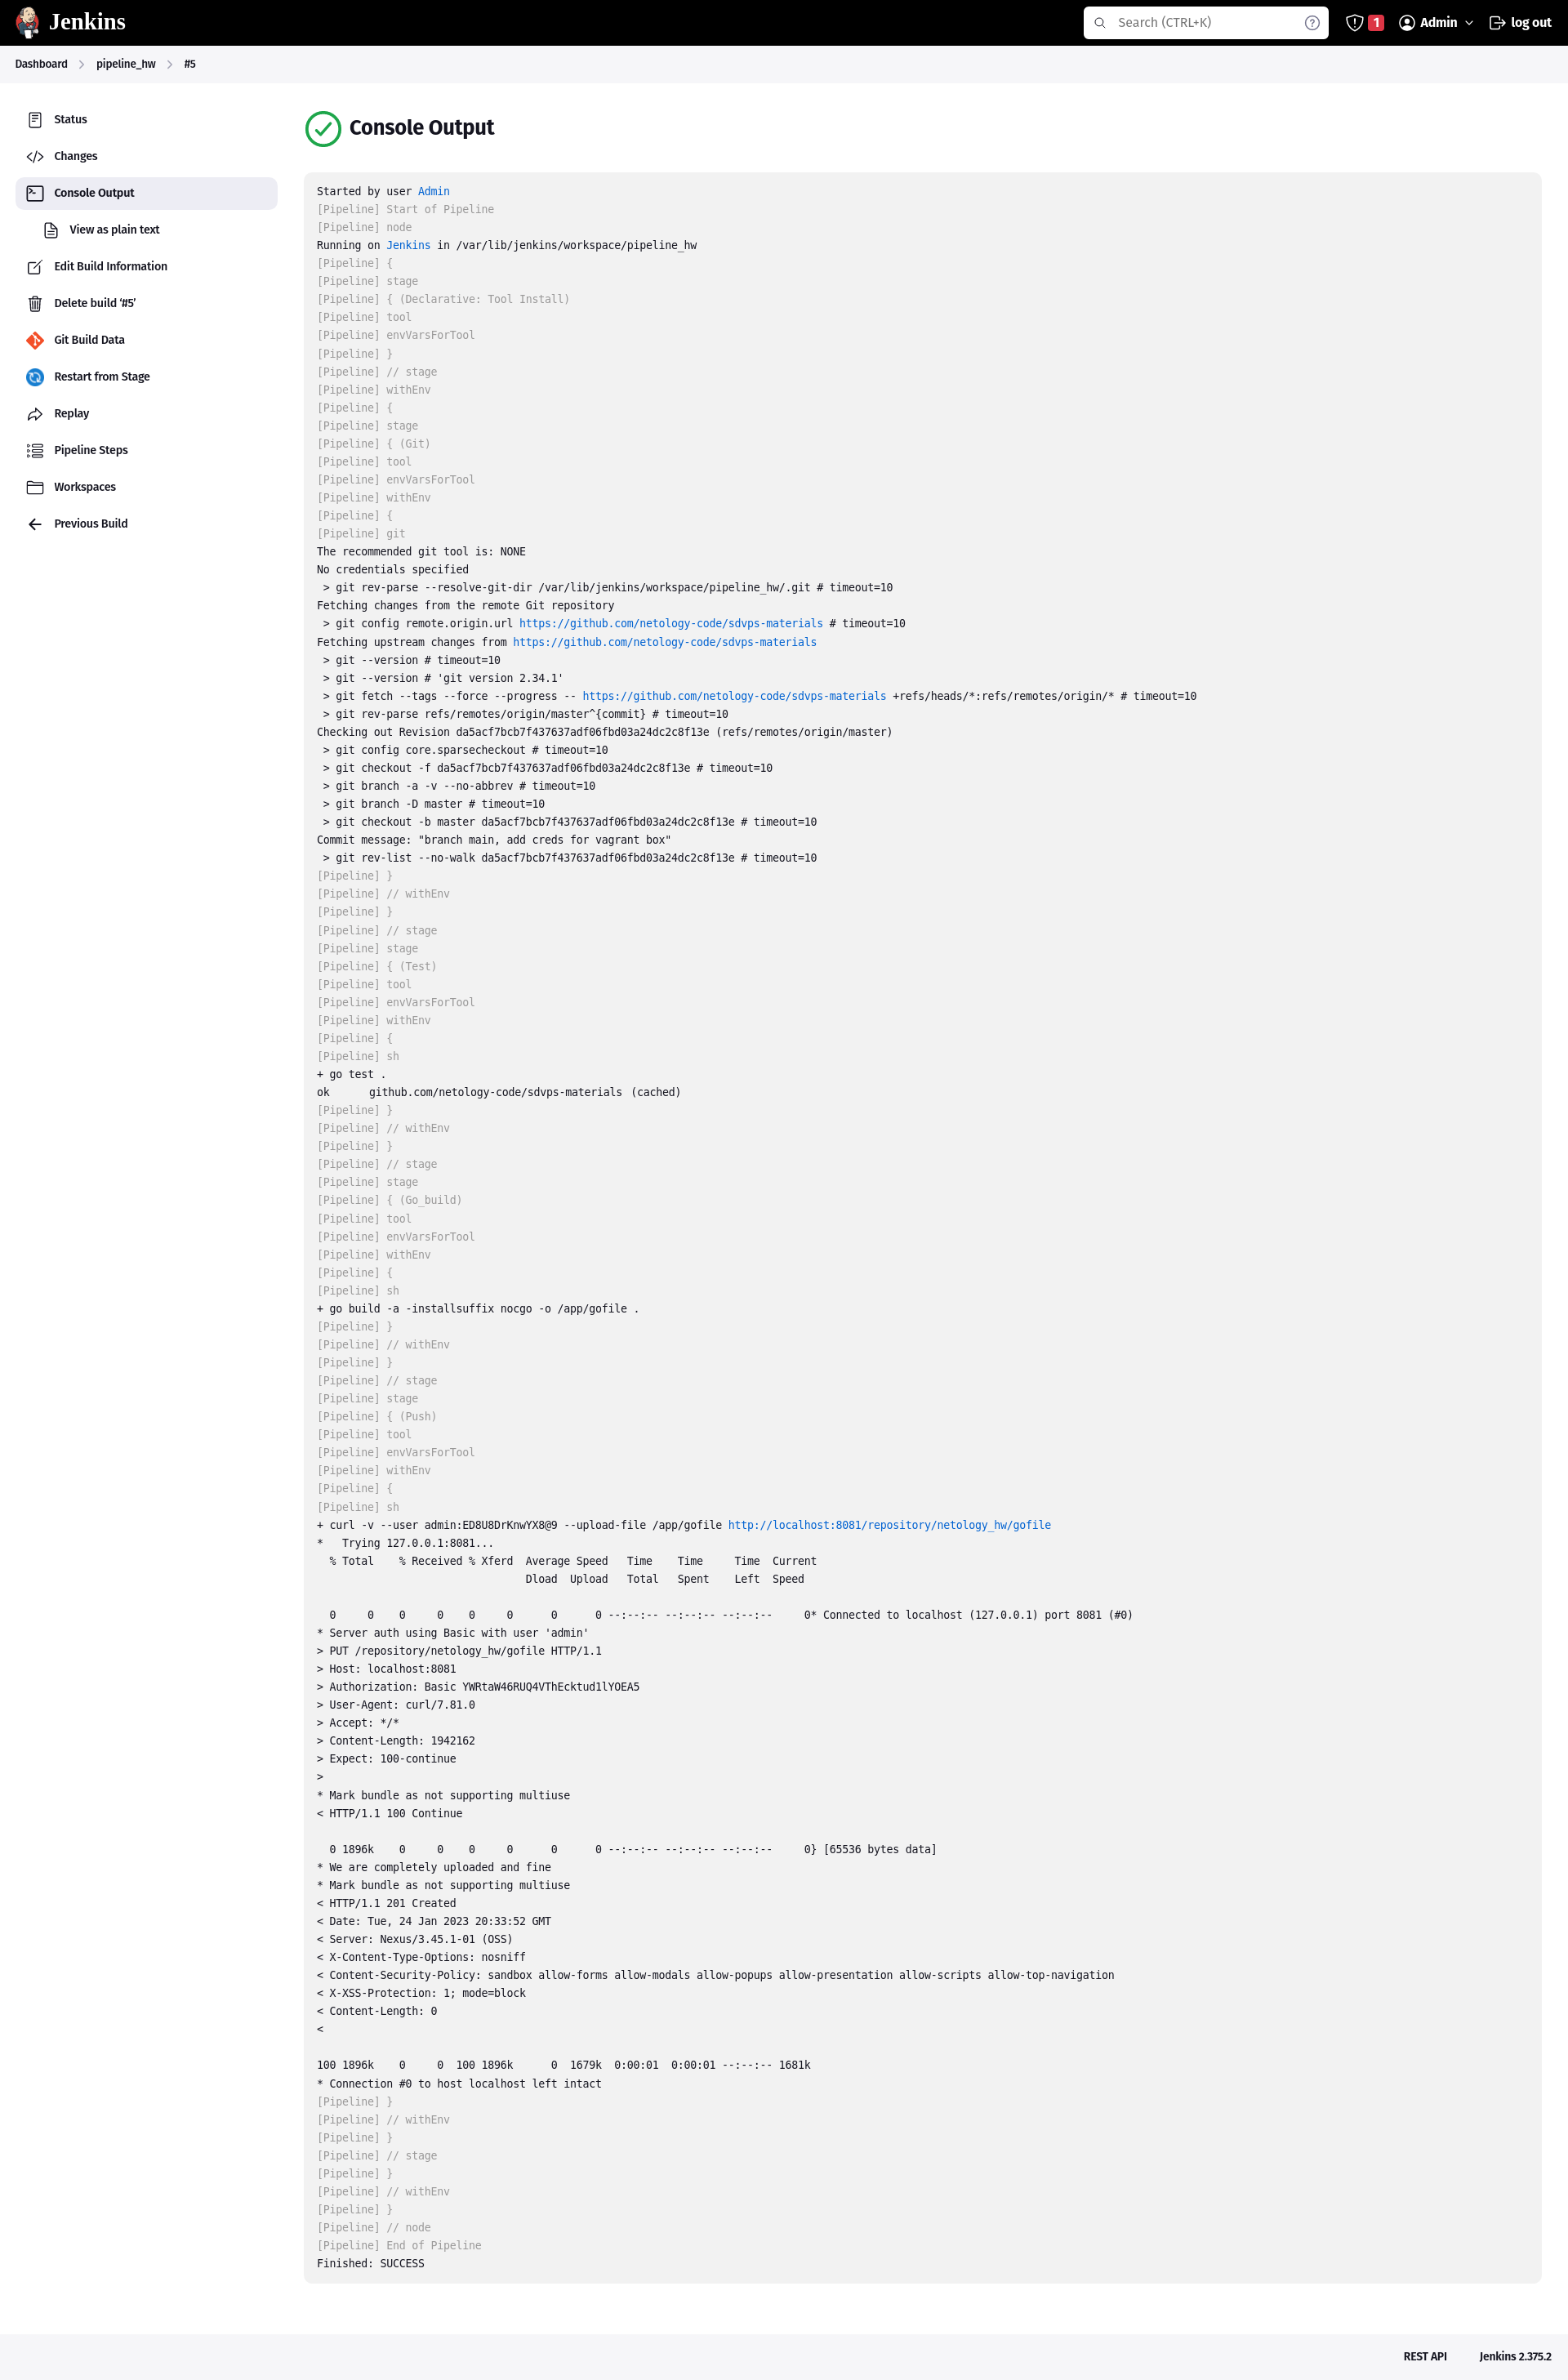 Jenkins
Search (CTRL+K)
1
Admin
log out
Dashboard
pipeline_hw
#5
Status
Changes
Console Output
View as plain text
Edit Build Information
Delete build ‘#5’
Git Build Data
Restart from Stage
Replay
Pipeline Steps
Workspaces
Previous Build
Console Output
Started by user Admin
[Pipeline] Start of Pipeline
[Pipeline] node
Running on Jenkins in /var/lib/jenkins/workspace/pipeline_hw
[Pipeline] {
[Pipeline] stage
[Pipeline] { (Declarative: Tool Install)
[Pipeline] tool
[Pipeline] envVarsForTool
[Pipeline] }
[Pipeline] // stage
[Pipeline] withEnv
[Pipeline] {
[Pipeline] stage
[Pipeline] { (Git)
[Pipeline] tool
[Pipeline] envVarsForTool
[Pipeline] withEnv
[Pipeline] {
[Pipeline] git
The recommended git tool is: NONE
No credentials specified
 > git rev-parse --resolve-git-dir /var/lib/jenkins/workspace/pipeline_hw/.git # timeout=10
Fetching changes from the remote Git repository
 > git config remote.origin.url https://github.com/netology-code/sdvps-materials # timeout=10
Fetching upstream changes from https://github.com/netology-code/sdvps-materials
 > git --version # timeout=10
 > git --version # 'git version 2.34.1'
 > git fetch --tags --force --progress -- https://github.com/netology-code/sdvps-materials +refs/heads/*:refs/remotes/origin/* # timeout=10
 > git rev-parse refs/remotes/origin/master^{commit} # timeout=10
Checking out Revision da5acf7bcb7f437637adf06fbd03a24dc2c8f13e (refs/remotes/origin/master)
 > git config core.sparsecheckout # timeout=10
 > git checkout -f da5acf7bcb7f437637adf06fbd03a24dc2c8f13e # timeout=10
 > git branch -a -v --no-abbrev # timeout=10
 > git branch -D master # timeout=10
 > git checkout -b master da5acf7bcb7f437637adf06fbd03a24dc2c8f13e # timeout=10
Commit message: "branch main, add creds for vagrant box"
 > git rev-list --no-walk da5acf7bcb7f437637adf06fbd03a24dc2c8f13e # timeout=10
[Pipeline] }
[Pipeline] // withEnv
[Pipeline] }
[Pipeline] // stage
[Pipeline] stage
[Pipeline] { (Test)
[Pipeline] tool
[Pipeline] envVarsForTool
[Pipeline] withEnv
[Pipeline] {
[Pipeline] sh
+ go test .
ok github.com/netology-code/sdvps-materials (cached)
[Pipeline] }
[Pipeline] // withEnv
[Pipeline] }
[Pipeline] // stage
[Pipeline] stage
[Pipeline] { (Go_build)
[Pipeline] tool
[Pipeline] envVarsForTool
[Pipeline] withEnv
[Pipeline] {
[Pipeline] sh
+ go build -a -installsuffix nocgo -o /app/gofile .
[Pipeline] }
[Pipeline] // withEnv
[Pipeline] }
[Pipeline] // stage
[Pipeline] stage
[Pipeline] { (Push)
[Pipeline] tool
[Pipeline] envVarsForTool
[Pipeline] withEnv
[Pipeline] {
[Pipeline] sh
+ curl -v --user admin:ED8U8DrKnwYX8@9 --upload-file /app/gofile http://localhost:8081/repository/netology_hw/gofile
*   Trying 127.0.0.1:8081...
  % Total    % Received % Xferd  Average Speed   Time    Time     Time  Current
                                 Dload  Upload   Total   Spent    Left  Speed
  0     0    0     0    0     0      0      0 --:--:-- --:--:-- --:--:--     0* Connected to localhost (127.0.0.1) port 8081 (#0)
* Server auth using Basic with user 'admin'
> PUT /repository/netology_hw/gofile HTTP/1.1
> Host: localhost:8081
> Authorization: Basic YWRtaW46RUQ4VThEcktud1lYOEA5
> User-Agent: curl/7.81.0
> Accept: */*
> Content-Length: 1942162
> Expect: 100-continue
>
* Mark bundle as not supporting multiuse
< HTTP/1.1 100 Continue
  0 1896k    0     0    0     0      0      0 --:--:-- --:--:-- --:--:--     0} [65536 bytes data]
* We are completely uploaded and fine
* Mark bundle as not supporting multiuse
< HTTP/1.1 201 Created
< Date: Tue, 24 Jan 2023 20:33:52 GMT
< Server: Nexus/3.45.1-01 (OSS)
< X-Content-Type-Options: nosniff
< Content-Security-Policy: sandbox allow-forms allow-modals allow-popups allow-presentation allow-scripts allow-top-navigation
< X-XSS-Protection: 1; mode=block
< Content-Length: 0
<
100 1896k    0     0  100 1896k      0  1679k  0:00:01  0:00:01 --:--:-- 1681k
* Connection #0 to host localhost left intact
[Pipeline] }
[Pipeline] // withEnv
[Pipeline] }
[Pipeline] // stage
[Pipeline] }
[Pipeline] // withEnv
[Pipeline] }
[Pipeline] // node
[Pipeline] End of Pipeline
Finished: SUCCESS
REST API
Jenkins 2.375.2